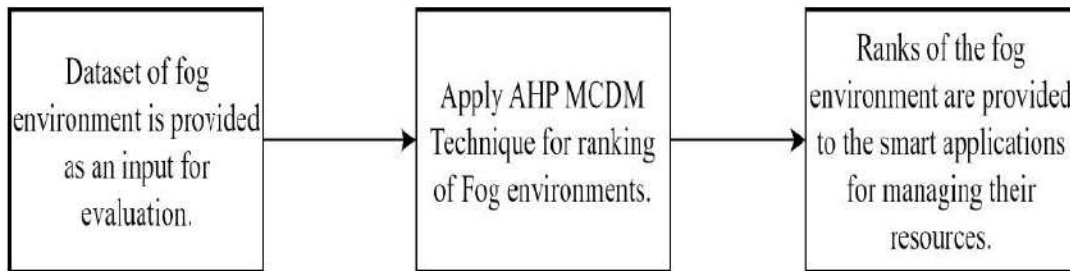 Dataset of fog
environment is provided
as an input for
evaluation.
Apply AHP MCDM
Technique for ranking
of Fog environments.
Ranks of the fog
environment are provided
to the smart applications
for managing their
resources.